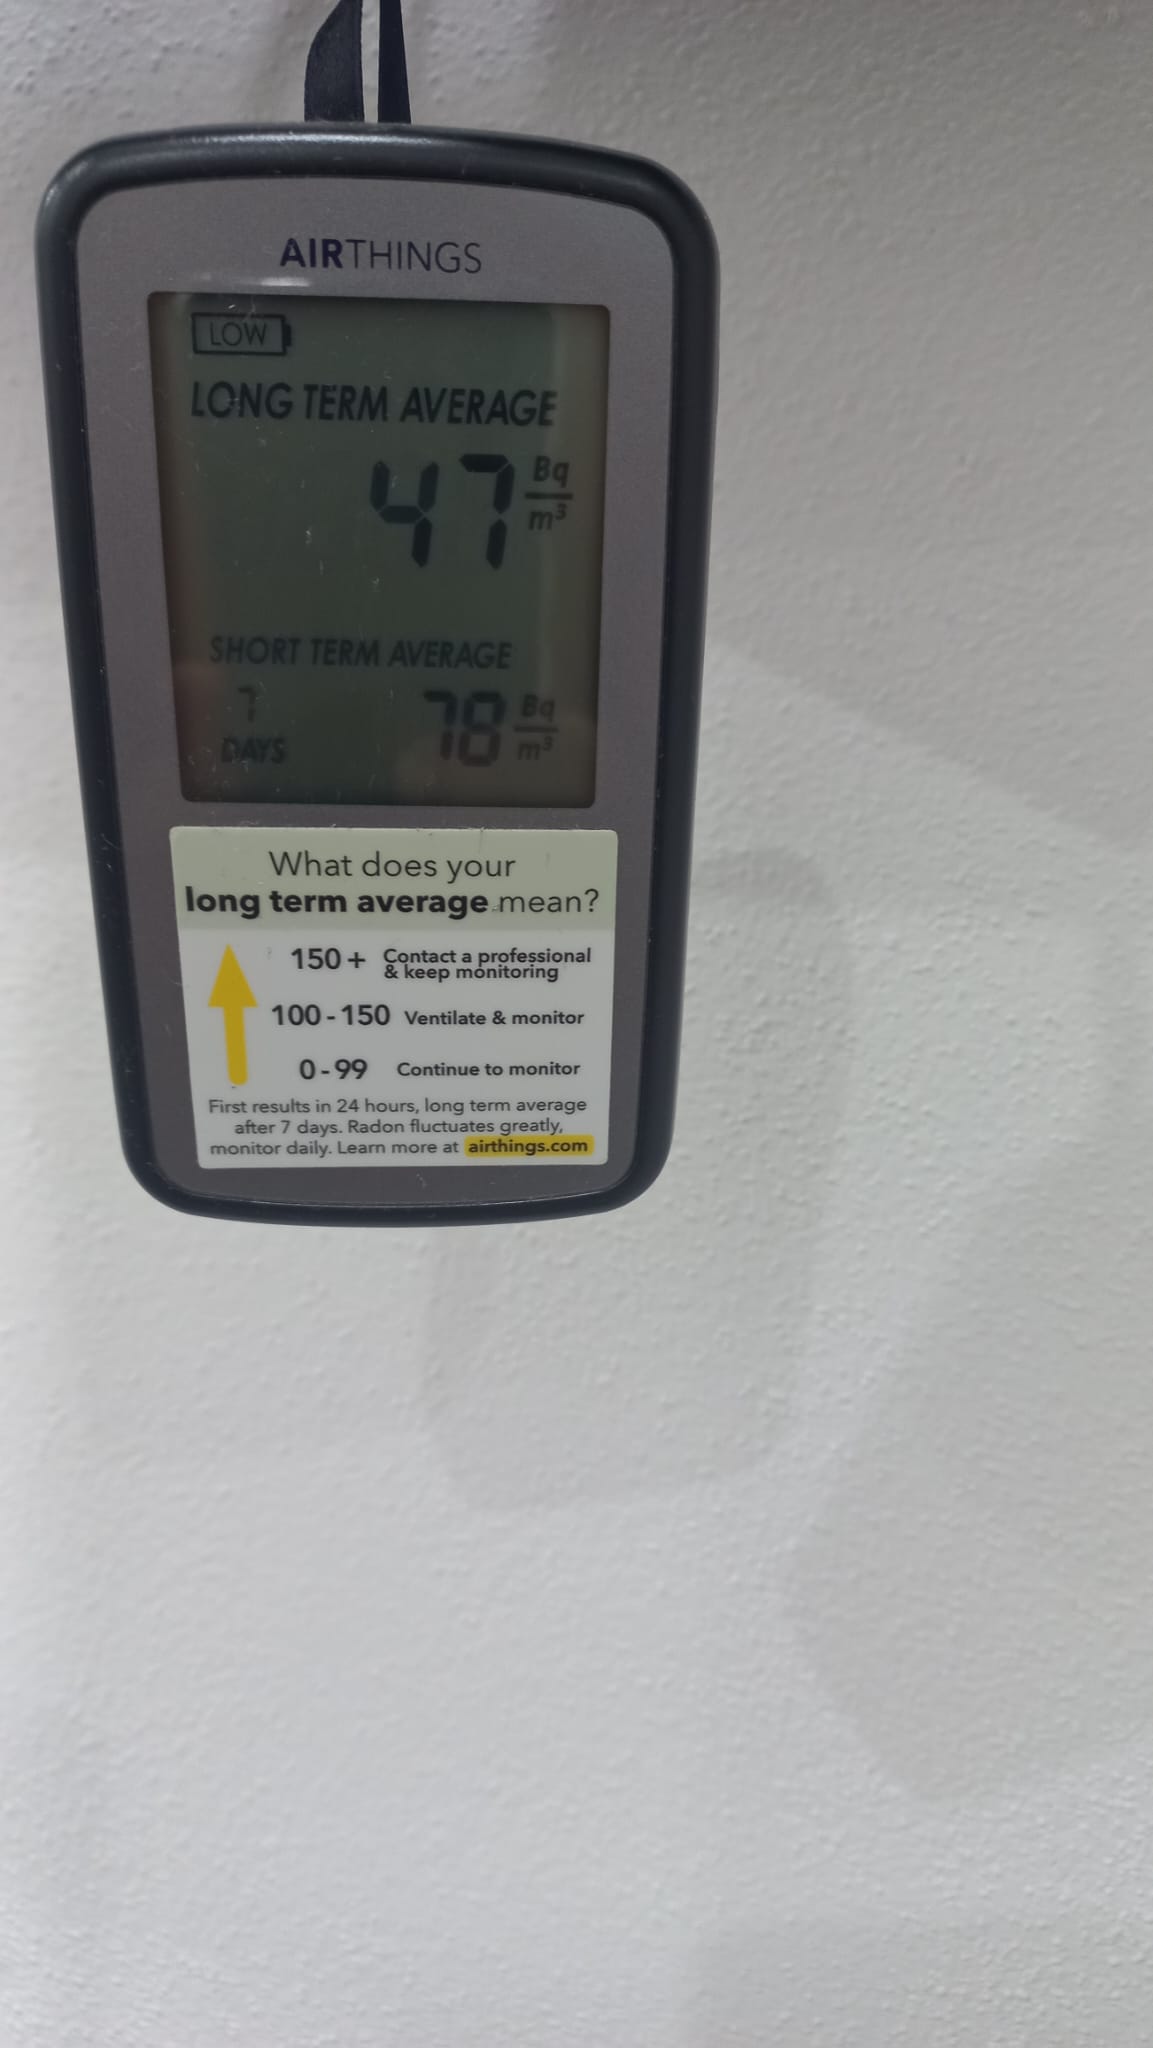 AIRTHINGS
LOW
LONG TERM AVERAGE
47 Bq/m³
SHORT TERM AVERAGE
7 DAYS 78 Bq/m³
What does your
long term average mean?
150+ Contact a professional
& keep monitoring
100-150 Ventilate & monitor
0-99 Continue to monitor
First results in 24 hours, long term average
after 7 days. Radon fluctuates greatly,
monitor daily. Learn more at airthings.com